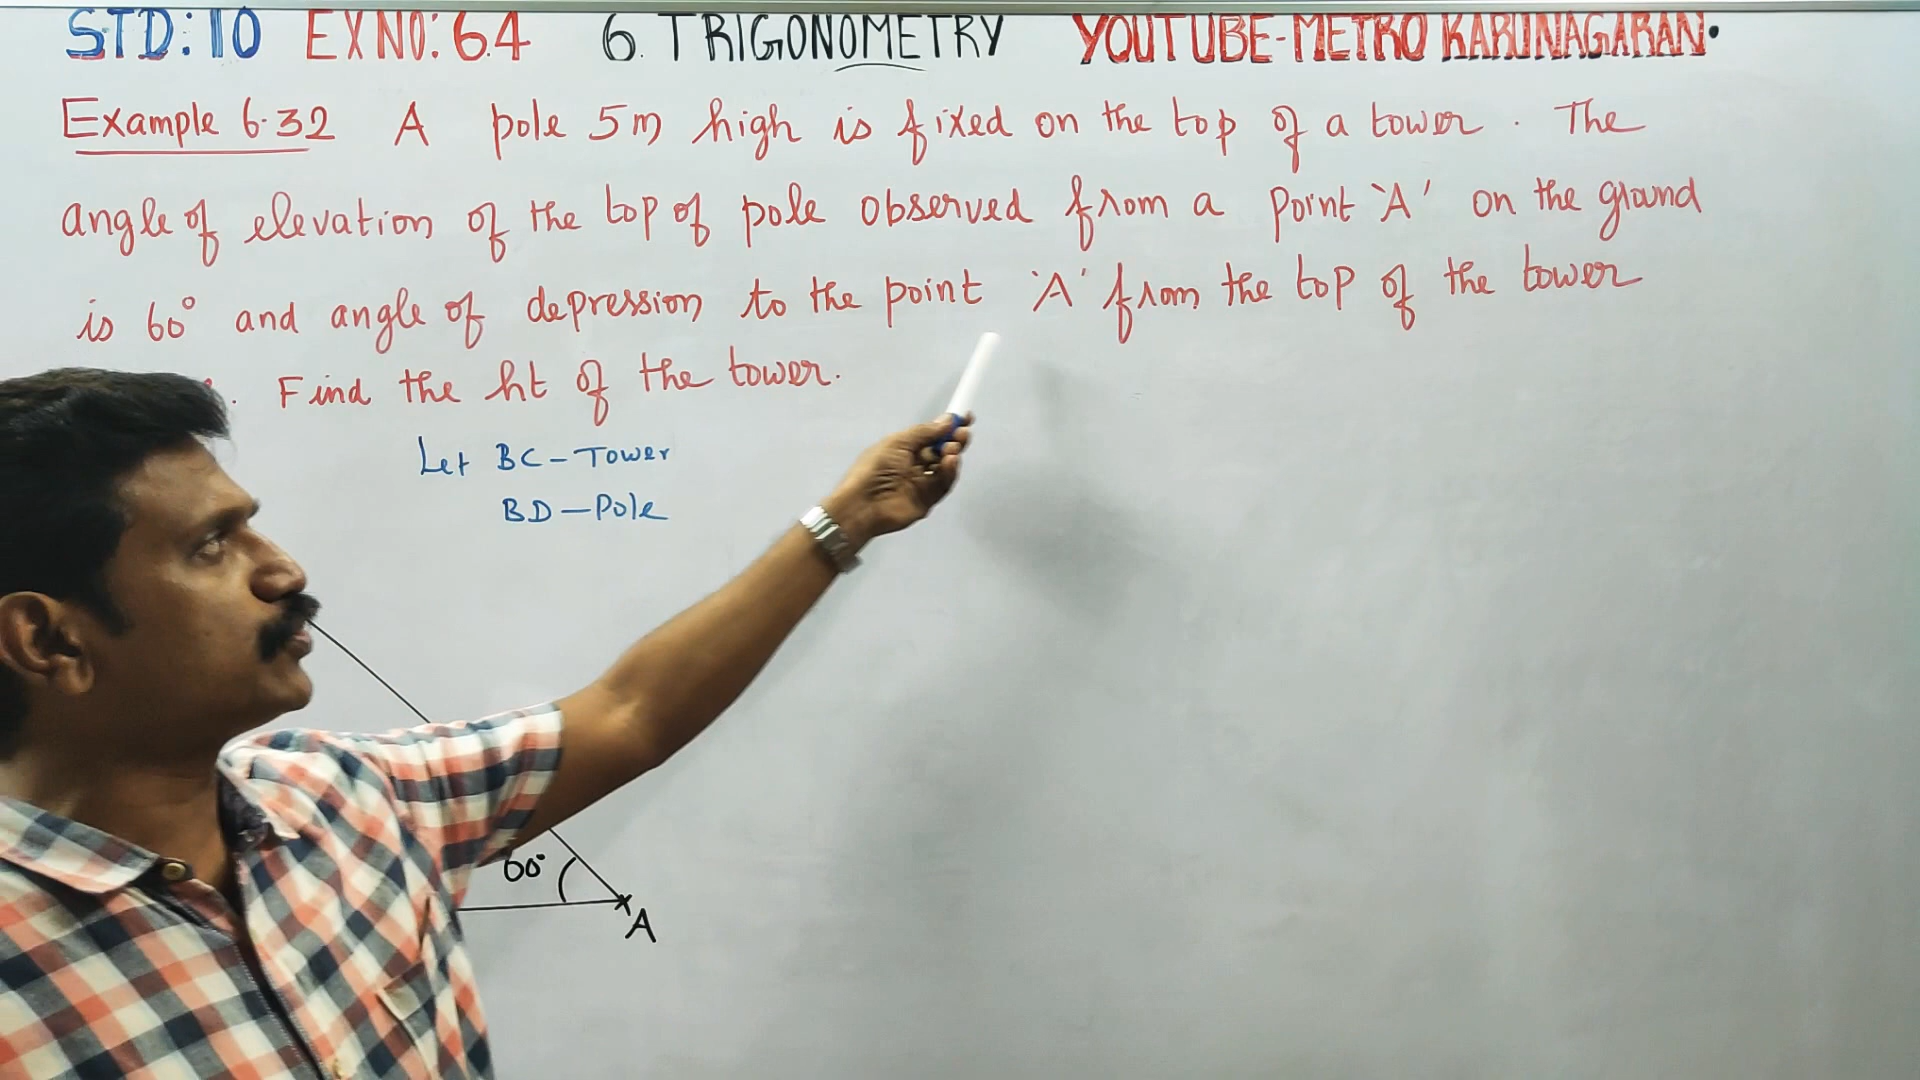 STD: 10 EX NO: 6.4 6. TRIGONOMETRY YOUTUBE-METRO KARUNAGARAN.
Example 6.32 A pole 5m high is fixed on the top of a tower. The
angle of elevation of the top of pole observed from a point `A' on the ground
is 60° and angle of depression to the point `A' from the top of the tower
. Find the ht of the tower.
Let BC - Tower
BD - Pole
60°
A